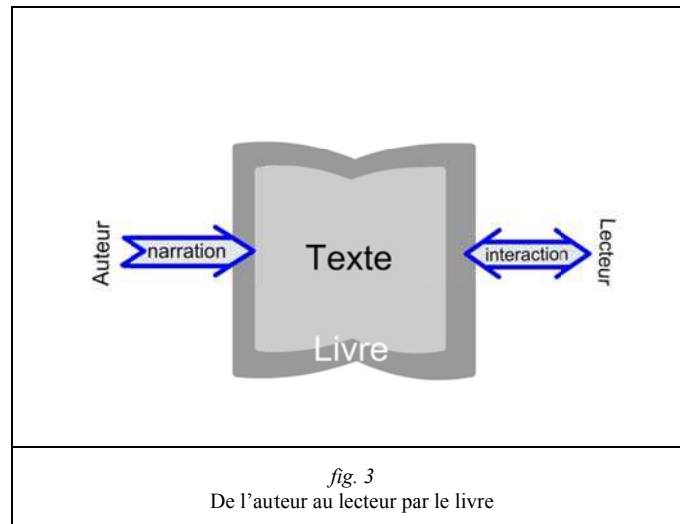 Auteur
narration
Texte
Livre
interaction
Lecteur
fig. 3
De l'auteur au lecteur par le livre